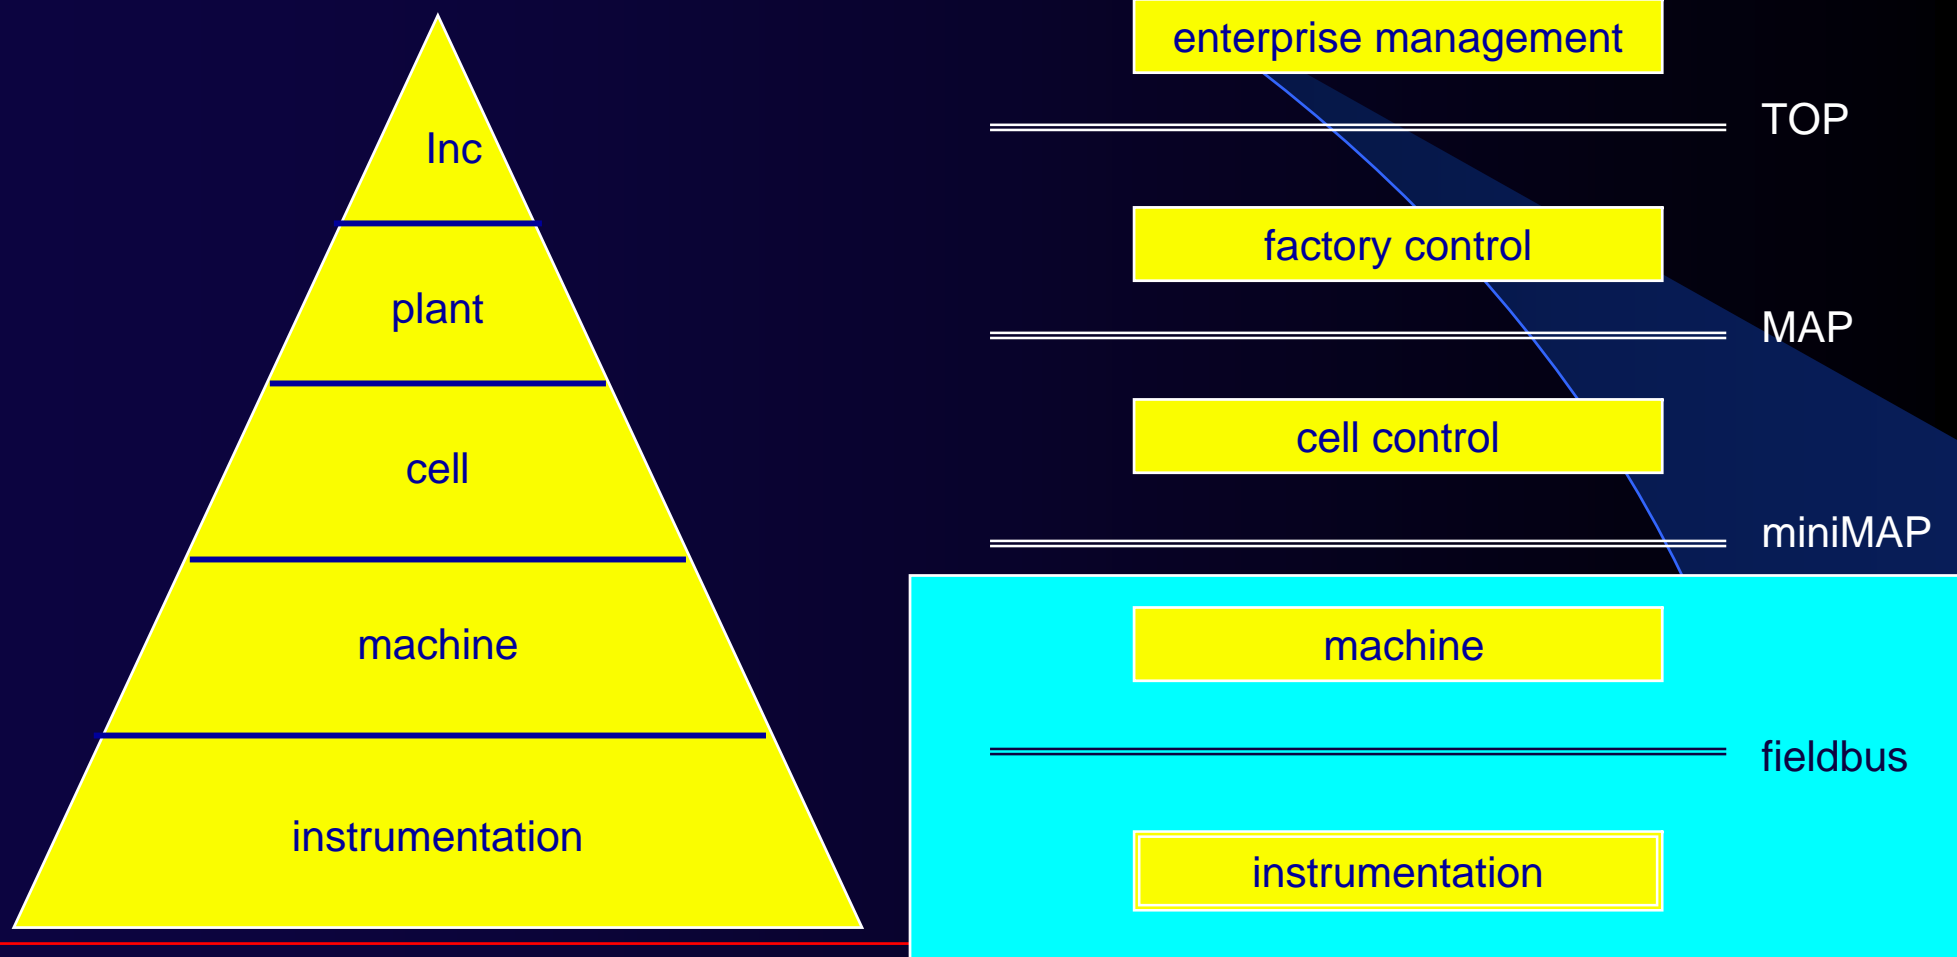 Inc
plant
cell
machine
instrumentation
enterprise management
TOP
factory control
MAP
cell control
miniMAP
machine
fieldbus
instrumentation